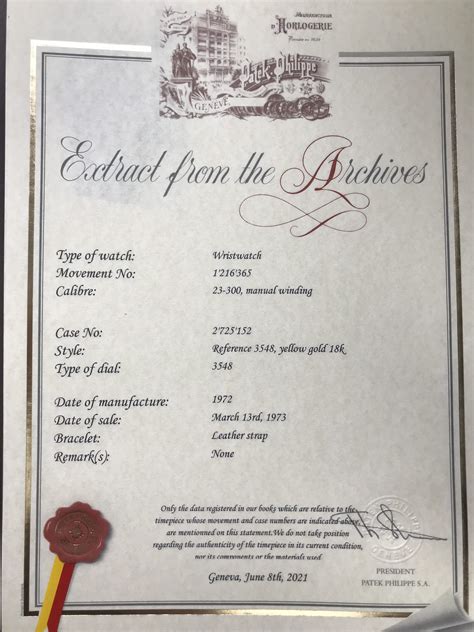 Manufacture
D'HORLOGERIE
Fondée en 1839
Patek Philippe
GENÈVE
Extract from the Archives
Type of watch: Wristwatch
Movement No: 1'216'365
Calibre: 23-300, manual winding
Case No: 2'725'152
Style: Reference 3548, yellow gold 18k
Type of dial: 3548
Date of manufacture: 1972
Date of sale: March 13rd, 1973
Bracelet: Leather strap
Remark(s): None
Only the data registered in our books which are relative to the
timepiece whose movement and case numbers are indicated above,
are mentionned on this statement.We do not take position
regarding the authenticity of the timepiece in its current condition,
nor its components or the materials used.
Geneva, June 8th, 2021
PRESIDENT
PATEK PHILIPPE S.A.